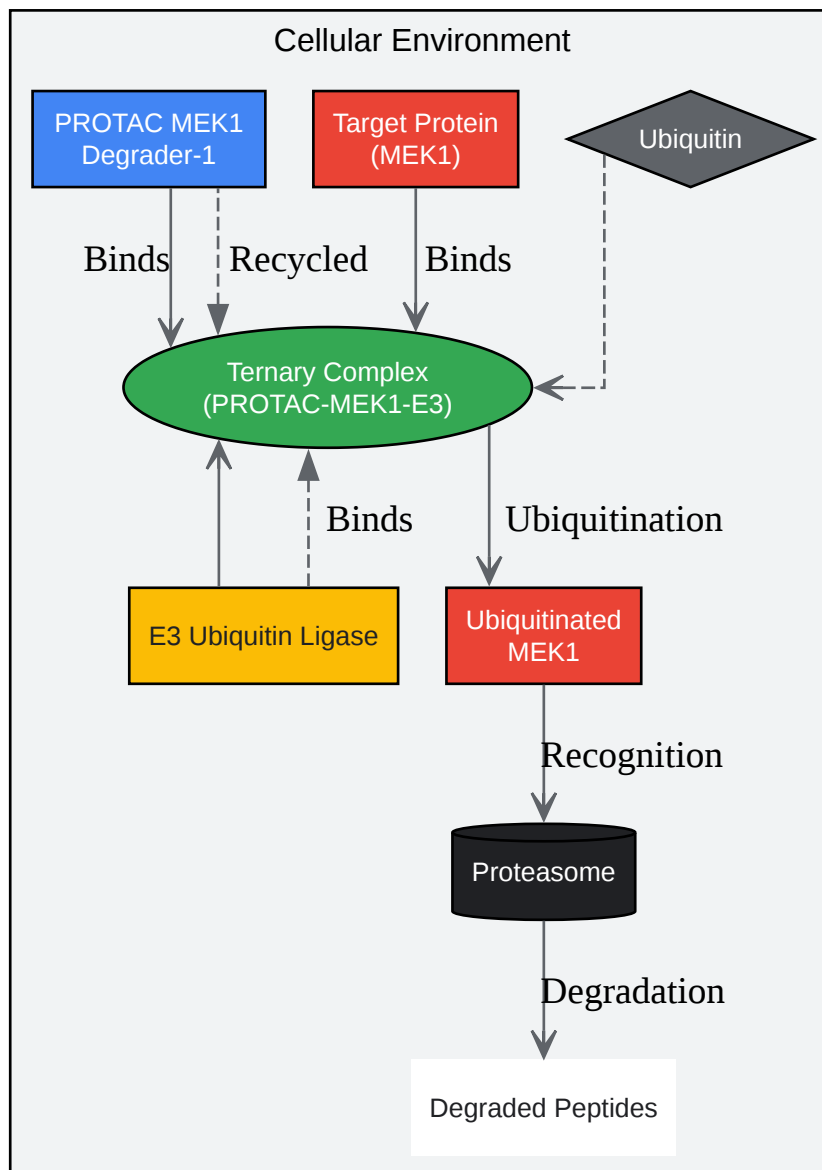 Cellular Environment
PROTAC MEK1
Degrader-1
Target Protein
(MEK1)
Ubiquitin
Binds
Recycled
Binds
Ternary Complex
(PROTAC-MEK1-E3)
Binds
Ubiquitination
E3 Ubiquitin Ligase
Ubiquitinated
MEK1
Recognition
Proteasome
Degradation
Degraded Peptides